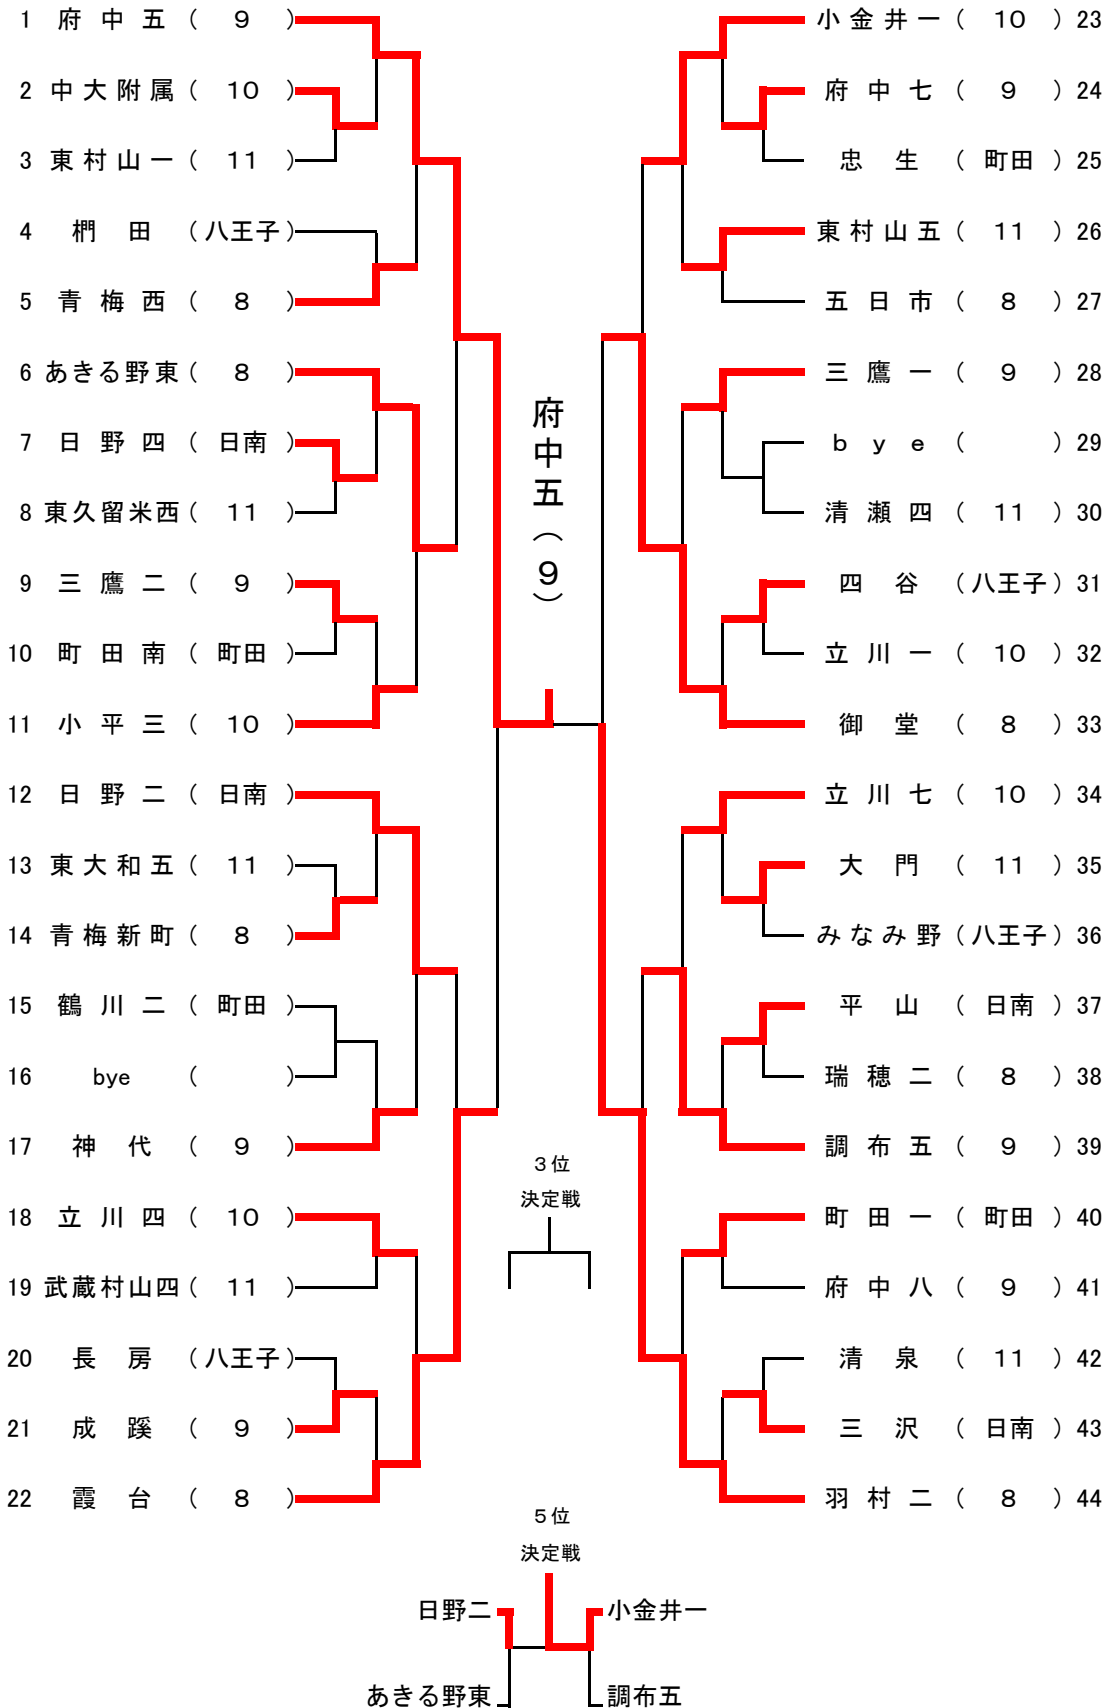 1 府中五 ( 9 )
2 中大附属 ( 10 )
3 東村山一 ( 11 )
4 椚田 ( 八王子 )
5 青梅西 ( 8 )
6 あきる野東 ( 8 )
7 日野四 ( 日南 )
8 東久留米西 ( 11 )
9 三鷹二 ( 9 )
10 町田南 ( 町田 )
11 小平三 ( 10 )
12 日野二 ( 日南 )
13 東大和五 ( 11 )
14 青梅新町 ( 8 )
15 鶴川二 ( 町田 )
16 bye ( )
17 神代 ( 9 )
18 立川四 ( 10 )
19 武蔵村山四 ( 11 )
20 長房 ( 八王子 )
21 成蹊 ( 9 )
22 霞台 ( 8 )
府中五(9)
3位
決定戦
小金井一 ( 10 ) 23
府中七 ( 9 ) 24
忠生 ( 町田 ) 25
東村山五 ( 11 ) 26
五日市 ( 8 ) 27
三鷹一 ( 9 ) 28
bye ( ) 29
清瀬四 ( 11 ) 30
四谷 ( 八王子 ) 31
立川一 ( 10 ) 32
御堂 ( 8 ) 33
立川七 ( 10 ) 34
大門 ( 11 ) 35
みなみ野 ( 八王子 ) 36
平山 ( 日南 ) 37
瑞穂二 ( 8 ) 38
調布五 ( 9 ) 39
町田一 ( 町田 ) 40
府中八 ( 9 ) 41
清泉 ( 11 ) 42
三沢 ( 日南 ) 43
羽村二 ( 8 ) 44
5位
決定戦
日野二 小金井一
あきる野東 調布五